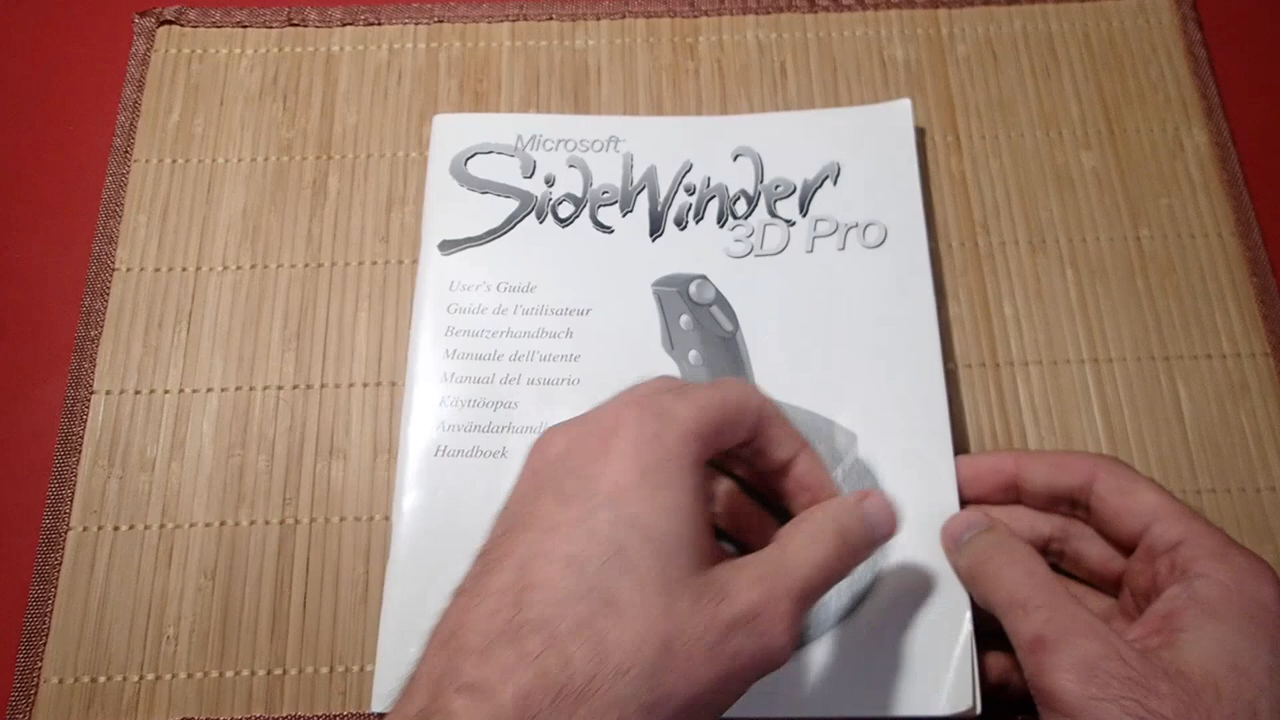 Microsoft
SideWinder
3D Pro
User's Guide
Guide de l'utilisateur
Benutzerhandbuch
Manuale dell'utente
Manual del usuario
Käyttöopas
Handboek